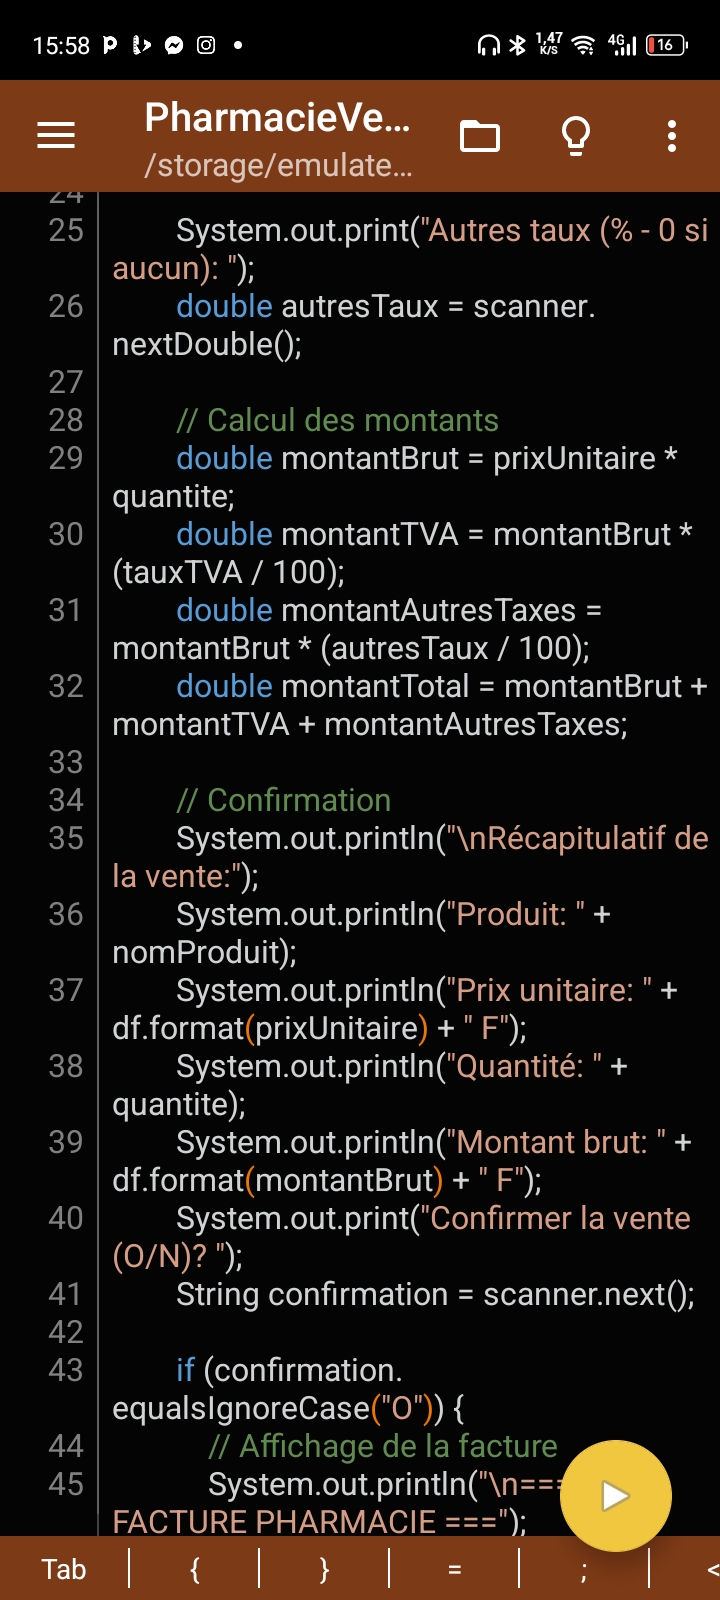 15:58
1,47
K/S
4G
16
PharmacieVe...
/storage/emulate...
24
25 System.out.print("Autres taux (% - 0 si
aucun): ");
26 double autresTaux = scanner.
nextDouble();
27
28 // Calcul des montants
29 double montantBrut = prixUnitaire *
quantite;
30 double montantTVA = montantBrut *
(tauxTVA / 100);
31 double montantAutresTaxes =
montantBrut * (autresTaux / 100);
32 double montantTotal = montantBrut +
montantTVA + montantAutresTaxes;
33
34 // Confirmation
35 System.out.println("\nRécapitulatif de
la vente:");
36 System.out.println("Produit: " +
nomProduit);
37 System.out.println("Prix unitaire: " +
df.format(prixUnitaire) + " F");
38 System.out.println("Quantité: " +
quantite);
39 System.out.println("Montant brut: " +
df.format(montantBrut) + " F");
40 System.out.print("Confirmer la vente
(O/N)? ");
41 String confirmation = scanner.next();
42
43 if (confirmation.
equalsIgnoreCase("O")) {
44 // Affichage de la facture
45 System.out.println("\n===
FACTURE PHARMACIE ===");
Tab { } = ; <